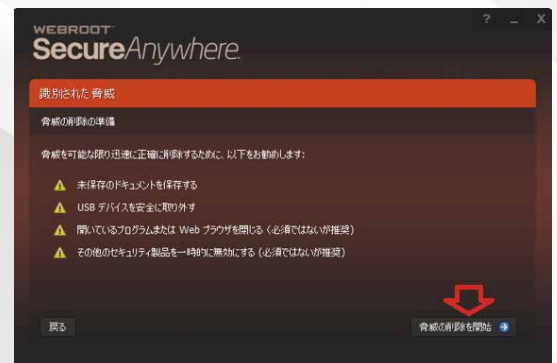 WEBROOT
SecureAnywhere.
識別された脅威
脅威の削除の準備
脅威を可能な限り迅速に正確に削除するために、以下をお勧めします:
未保存のドキュメントを保存する
USB デバイスを安全に取り外す
開いているプログラムまたは Web ブラウザを閉じる (必須ではないが推奨)
その他のセキュリティ製品を一時的に無効にする (必須ではないが推奨)
戻る
脅威の削除を開始